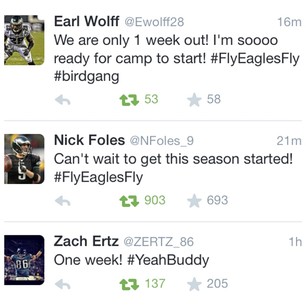 Earl Wolff @Ewolff28 16m
We are only 1 week out! I'm soooo
ready for camp to start! #FlyEaglesFly
#birdgang
53 58
Nick Foles @NFoles_9 21m
Can't wait to get this season started!
#FlyEaglesFly
903 693
Zach Ertz @ZERTZ_86 1h
One week! #YeahBuddy
137 205